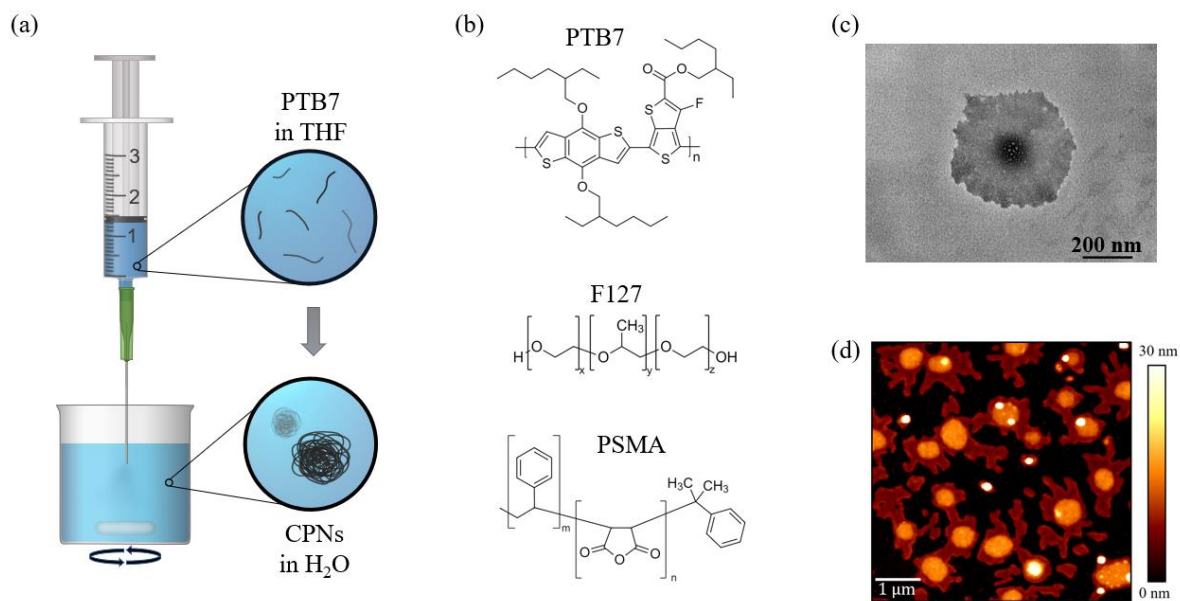 (a)
PTB7
in THF
3
2
1
CPNs
in H₂O
(b)
PTB7
O
O
F
O
S
S
S
S
n
O
F127
H
O
x
CH₃
O
y
O
z
OH
PSMA
m
H₃C
CH₃
O
O
O
n
(c)
200 nm
(d)
30 nm
0 nm
1 μm